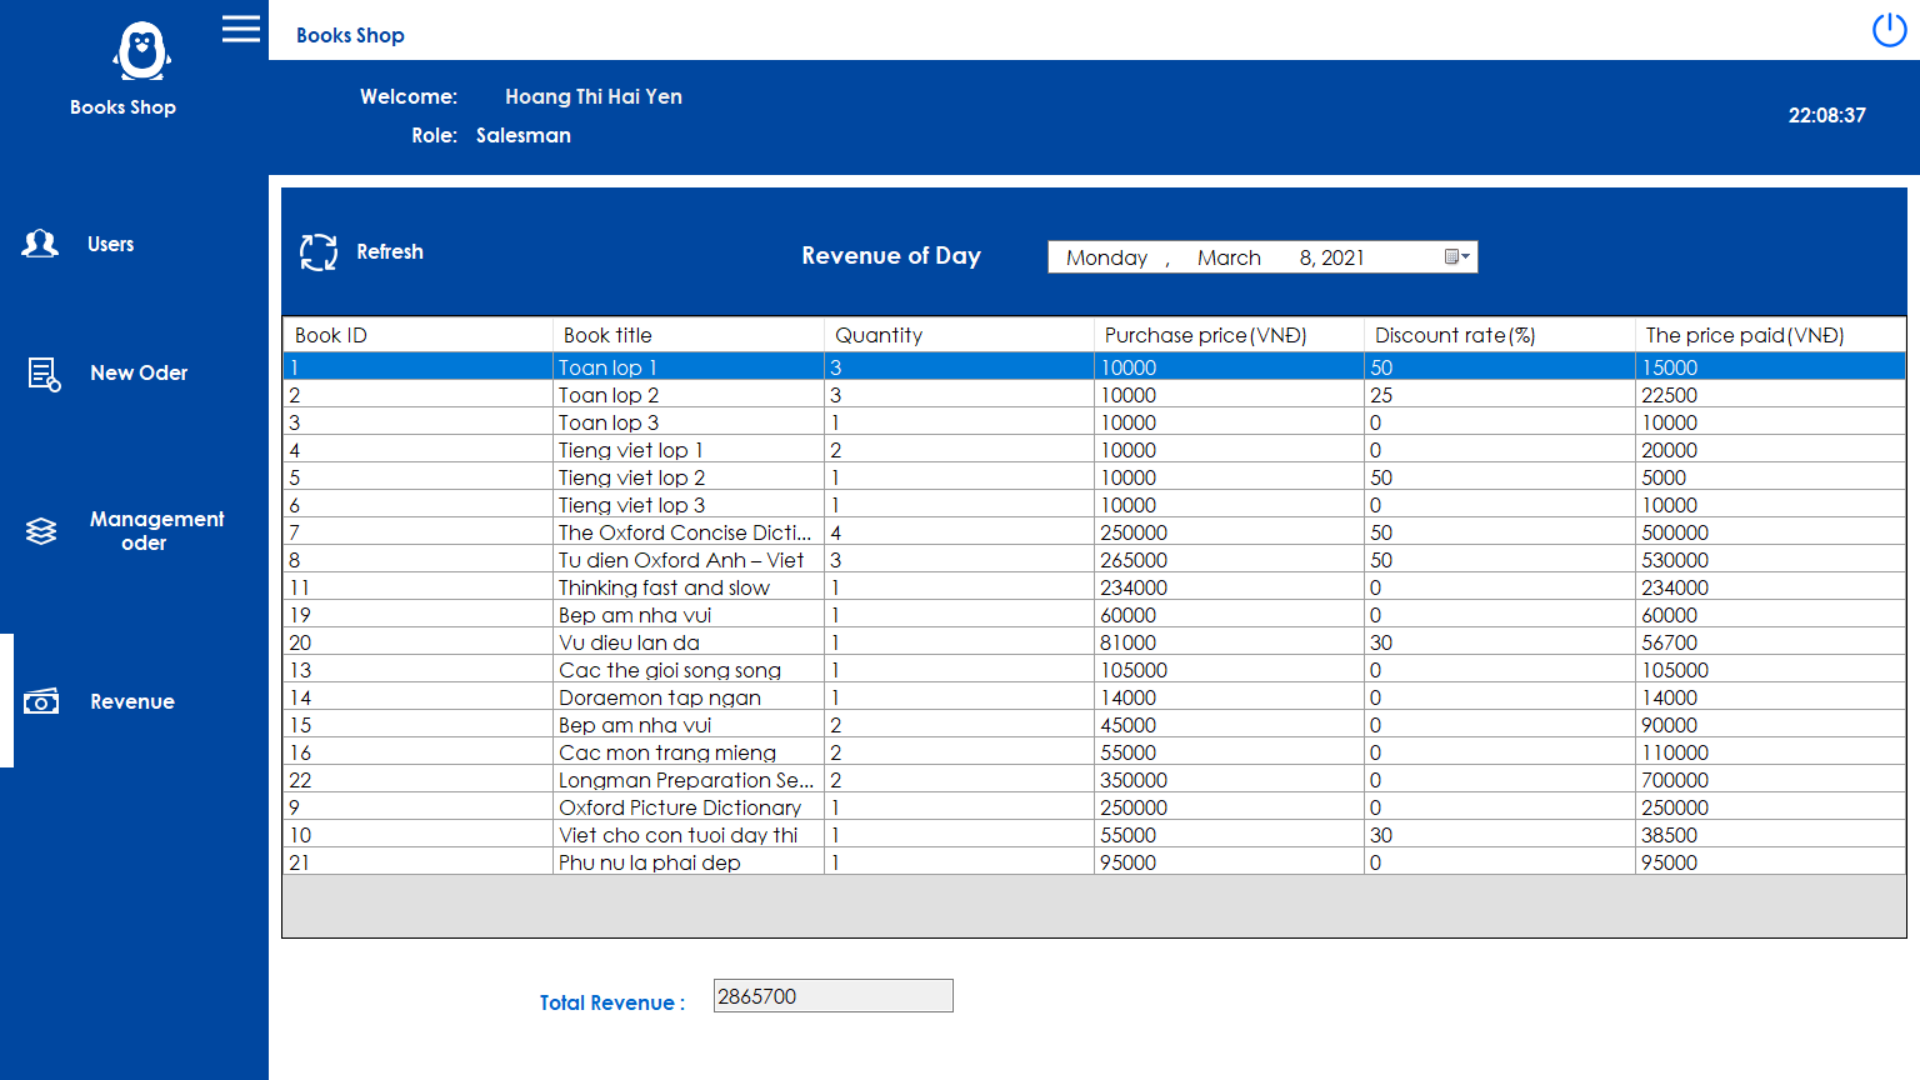 Books Shop
Books Shop
Welcome: Hoang Thi Hai Yen
Role: Salesman
22:08:37
Users
New Oder
Management
oder
Revenue
Refresh
Revenue of Day
Monday , March 8, 2021
Book ID Book title Quantity Purchase price(VNĐ) Discount rate(%) The price paid(VNĐ)
1 Toan lop 1 3 10000 50 15000
2 Toan lop 2 3 10000 25 22500
3 Toan lop 3 1 10000 0 10000
4 Tieng viet lop 1 2 10000 0 20000
5 Tieng viet lop 2 1 10000 50 5000
6 Tieng viet lop 3 1 10000 0 10000
7 The Oxford Concise Dicti... 4 250000 50 500000
8 Tu dien Oxford Anh – Viet 3 265000 50 530000
11 Thinking fast and slow 1 234000 0 234000
19 Bep am nha vui 1 60000 0 60000
20 Vu dieu lan da 1 81000 30 56700
13 Cac the gioi song song 1 105000 0 105000
14 Doraemon tap ngan 1 14000 0 14000
15 Bep am nha vui 2 45000 0 90000
16 Cac mon trang mieng 2 55000 0 110000
22 Longman Preparation Se... 2 350000 0 700000
9 Oxford Picture Dictionary 1 250000 0 250000
10 Viet cho con tuoi day thi 1 55000 30 38500
21 Phu nu la phai dep 1 95000 0 95000
Total Revenue : 2865700